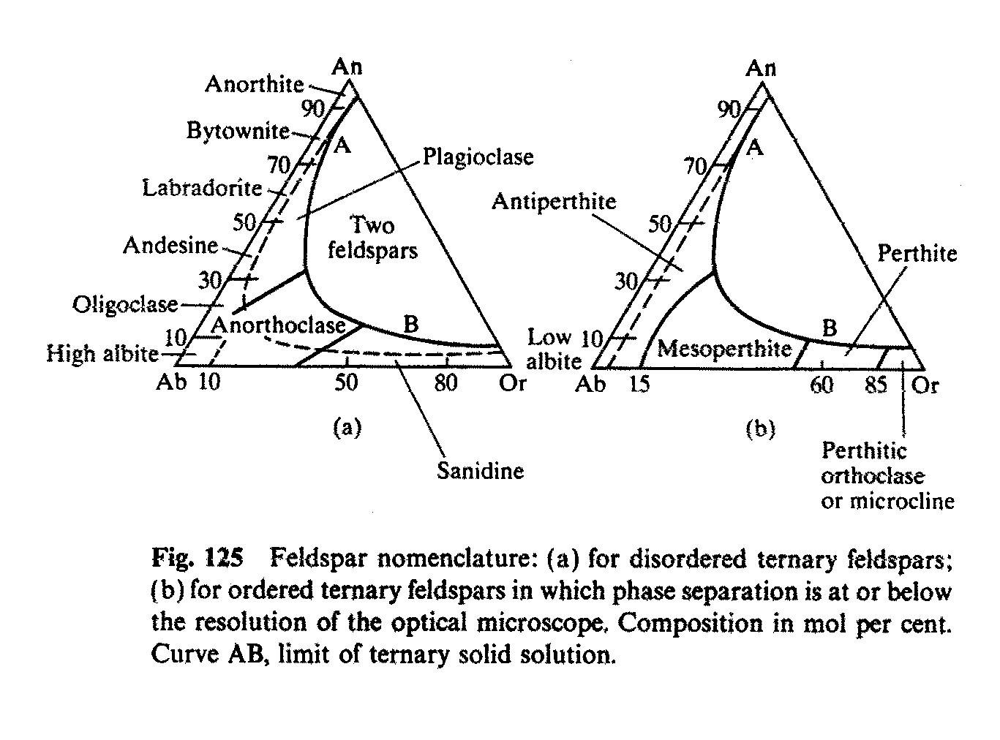 An
Anorthite
90
Bytownite
A
70
Plagioclase
Labradorite
50
Two
feldspars
Andesine
30
Oligoclase
Anorthoclase
B
10
High albite
Ab 10 50 80 Or
(a)
Sanidine
An
90
A
70
Antiperthite
50
Perthite
30
B
Low 10
albite
Mesoperthite
Ab 15 60 85 Or
(b)
Perthitic
orthoclase
or microcline
Fig. 125 Feldspar nomenclature: (a) for disordered ternary feldspars;
(b) for ordered ternary feldspars in which phase separation is at or below
the resolution of the optical microscope. Composition in mol per cent.
Curve AB, limit of ternary solid solution.